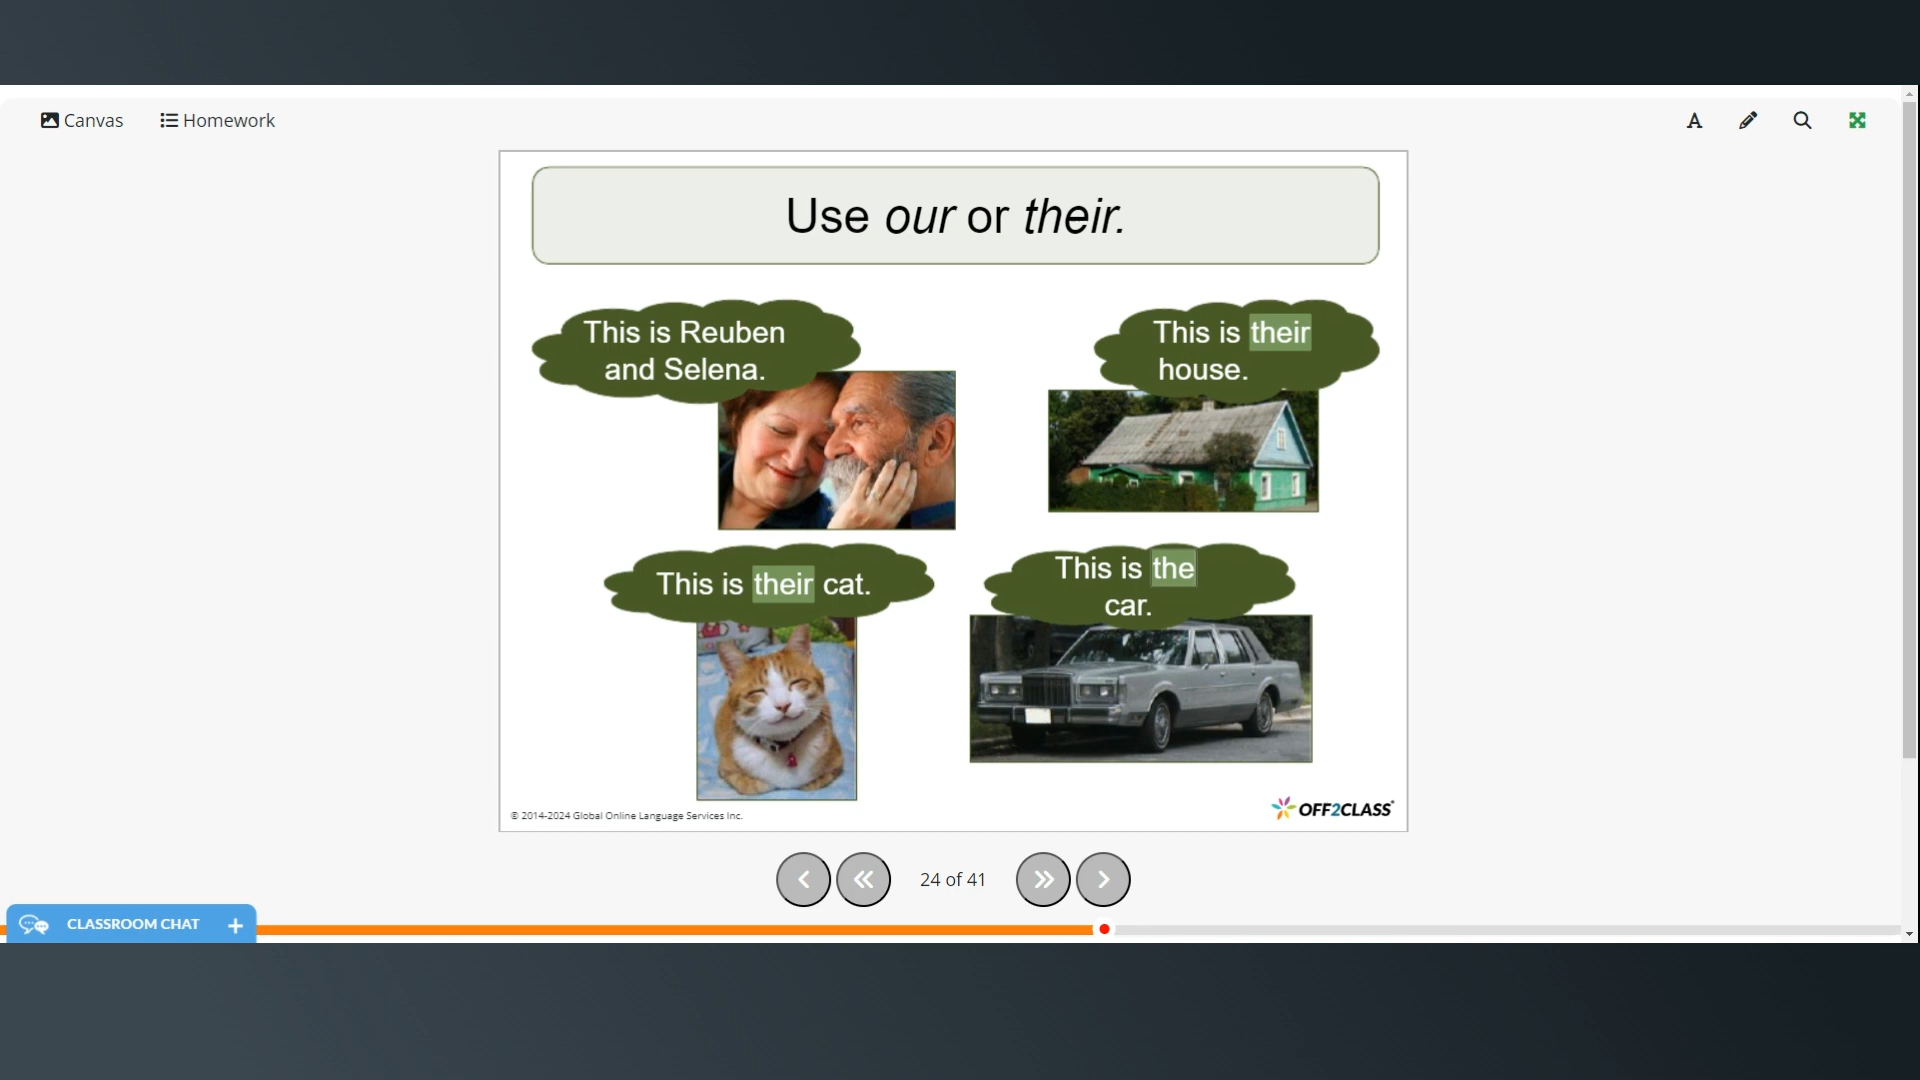 Canvas
Homework
A
Use our or their.
This is Reuben
and Selena.
This is their
house.
This is their cat.
This is the
car.
© 2014-2024 Global Online Language Services Inc.
OFF2CLASS
24 of 41
CLASSROOM CHAT +